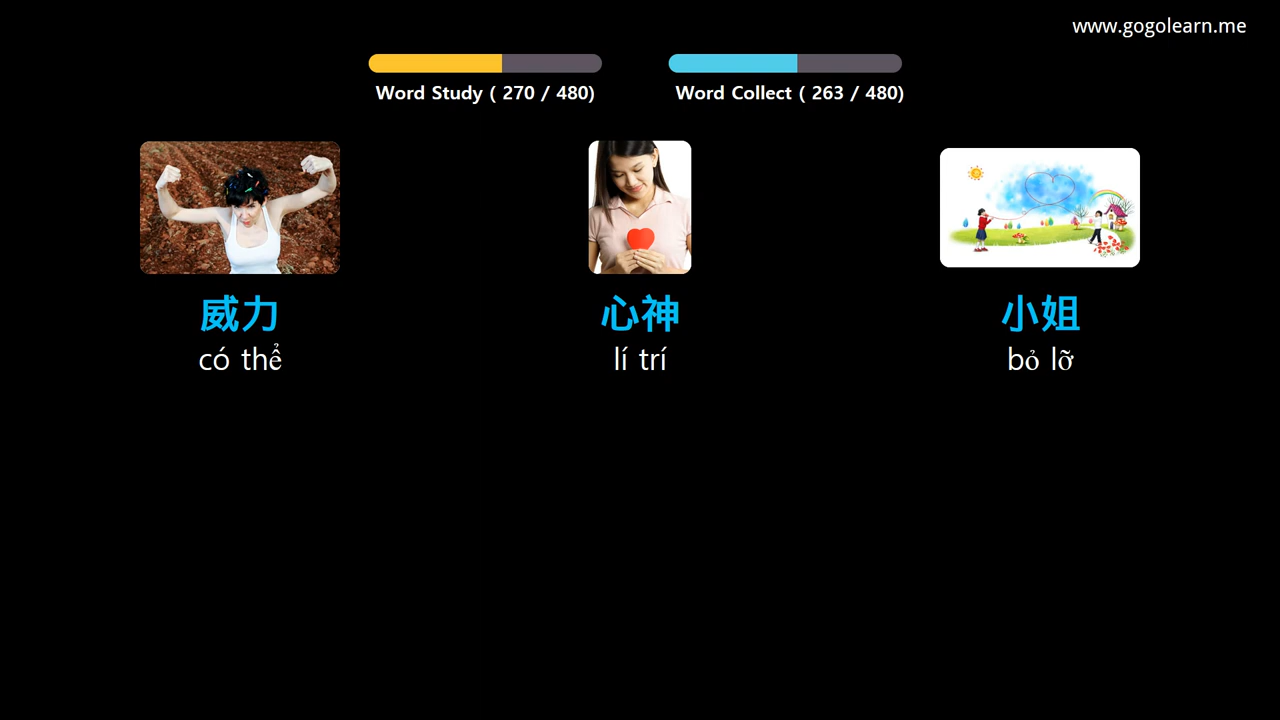 www.gogolearn.me
Word Study ( 270 / 480)
Word Collect ( 263 / 480)
威力
心神
小姐
có thể
lí trí
bỏ lỡ